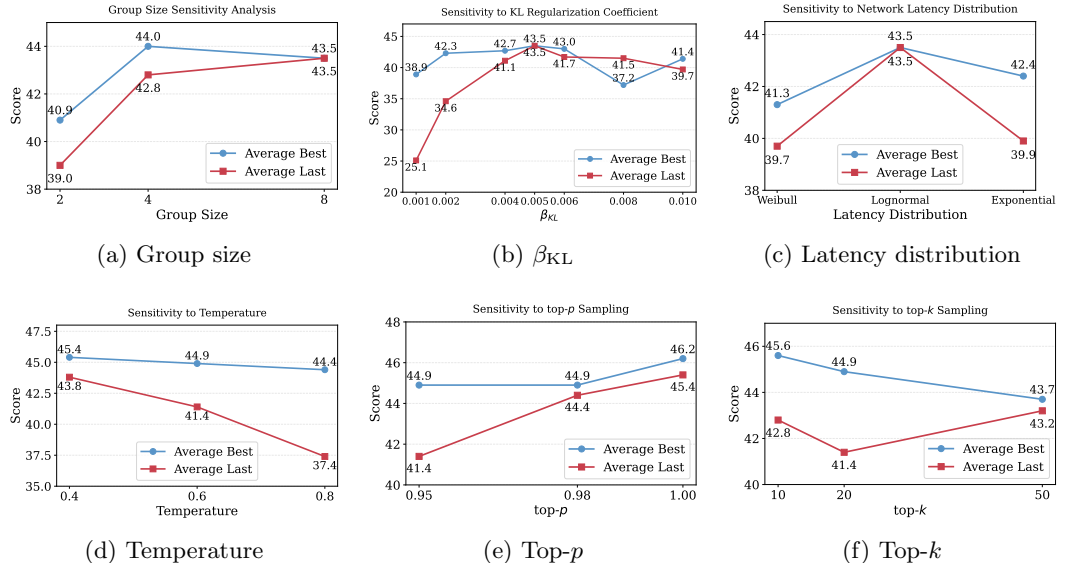 Group Size Sensitivity Analysis
Score
44
42
40
38
40.9
44.0
43.5
39.0
42.8
43.5
Average Best
Average Last
2
4
8
Group Size
(a) Group size
Sensitivity to KL Regularization Coefficient
Score
45
40
35
30
25
20
38.9
42.3
42.7
43.5
43.0
37.2
41.4
25.1
34.6
41.1
43.5
41.7
41.5
39.7
Average Best
Average Last
0.001
0.002
0.004
0.005
0.006
0.008
0.010
β_KL
(b) β_KL
Sensitivity to Network Latency Distribution
Score
44
42
40
38
41.3
43.5
42.4
39.7
43.5
39.9
Average Best
Average Last
Weibull
Lognormal
Exponential
Latency Distribution
(c) Latency distribution
Sensitivity to Temperature
Score
47.5
45.0
42.5
40.0
37.5
35.0
45.4
44.9
44.4
43.8
41.4
37.4
Average Best
Average Last
0.4
0.6
0.8
Temperature
(d) Temperature
Sensitivity to top-p Sampling
Score
48
46
44
42
40
44.9
44.9
46.2
41.4
44.4
45.4
Average Best
Average Last
0.95
0.98
1.00
top-p
(e) Top-p
Sensitivity to top-k Sampling
Score
46
44
42
40
45.6
44.9
43.7
42.8
41.4
43.2
Average Best
Average Last
10
20
50
top-k
(f) Top-k